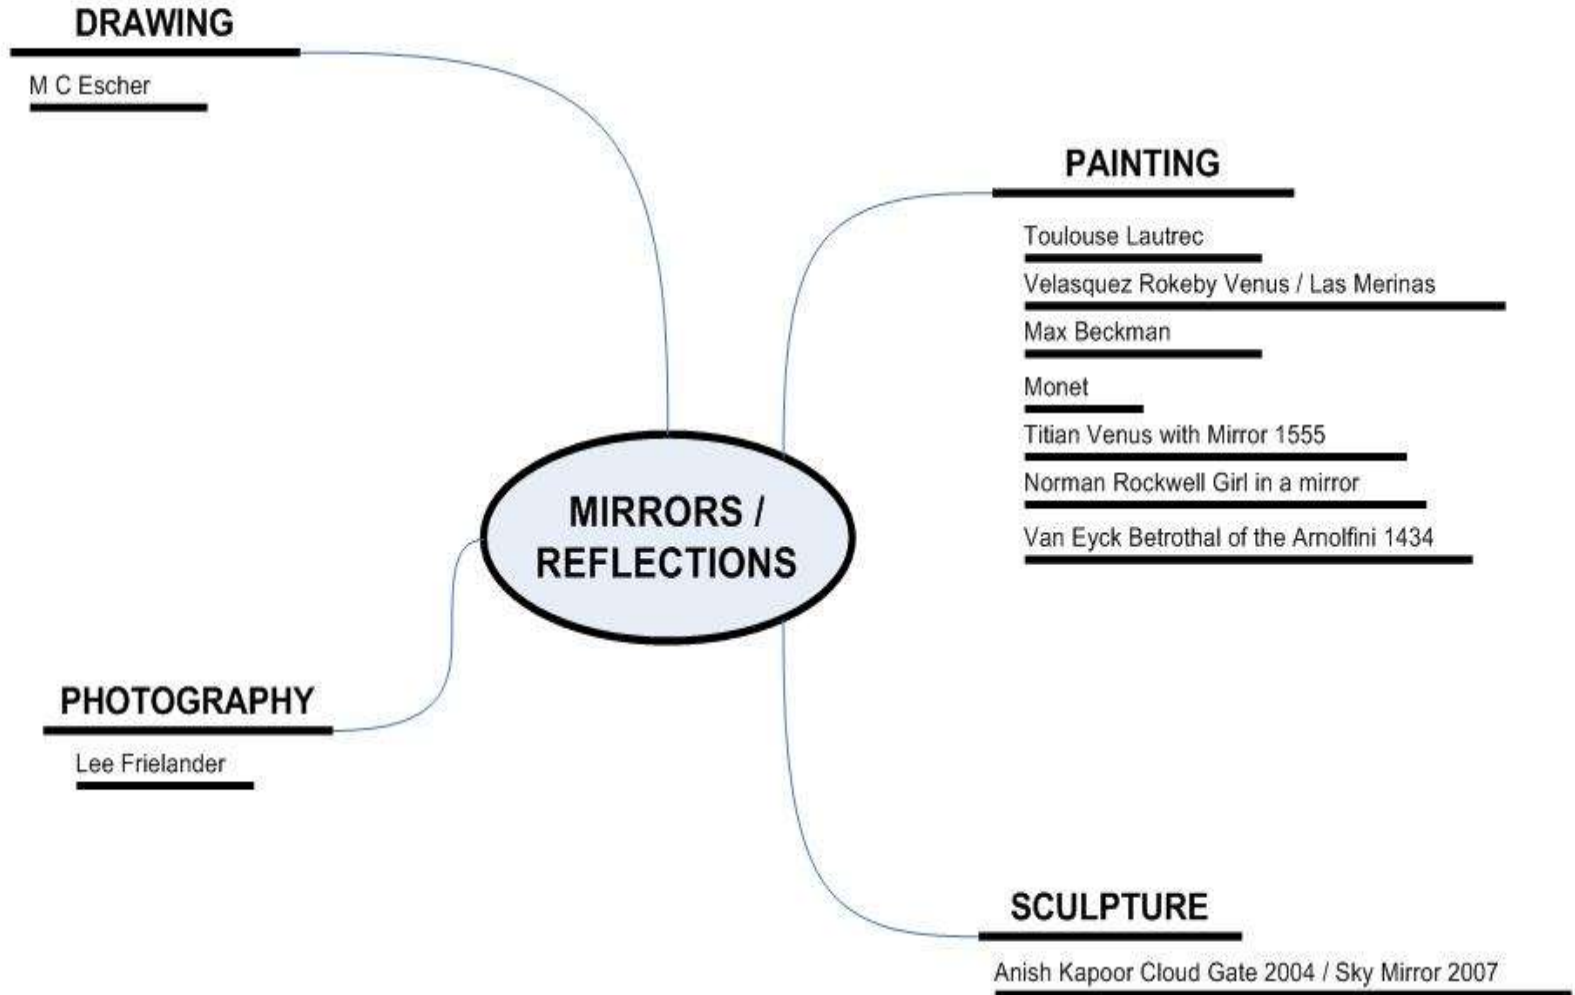 DRAWING
M C Escher
PAINTING
Toulouse Lautrec
Velasquez Rokeby Venus / Las Merinas
Max Beckman
Monet
Titian Venus with Mirror 1555
Norman Rockwell Girl in a mirror
Van Eyck Betrothal of the Arnolfini 1434
MIRRORS /
REFLECTIONS
PHOTOGRAPHY
Lee Frielander
SCULPTURE
Anish Kapoor Cloud Gate 2004 / Sky Mirror 2007